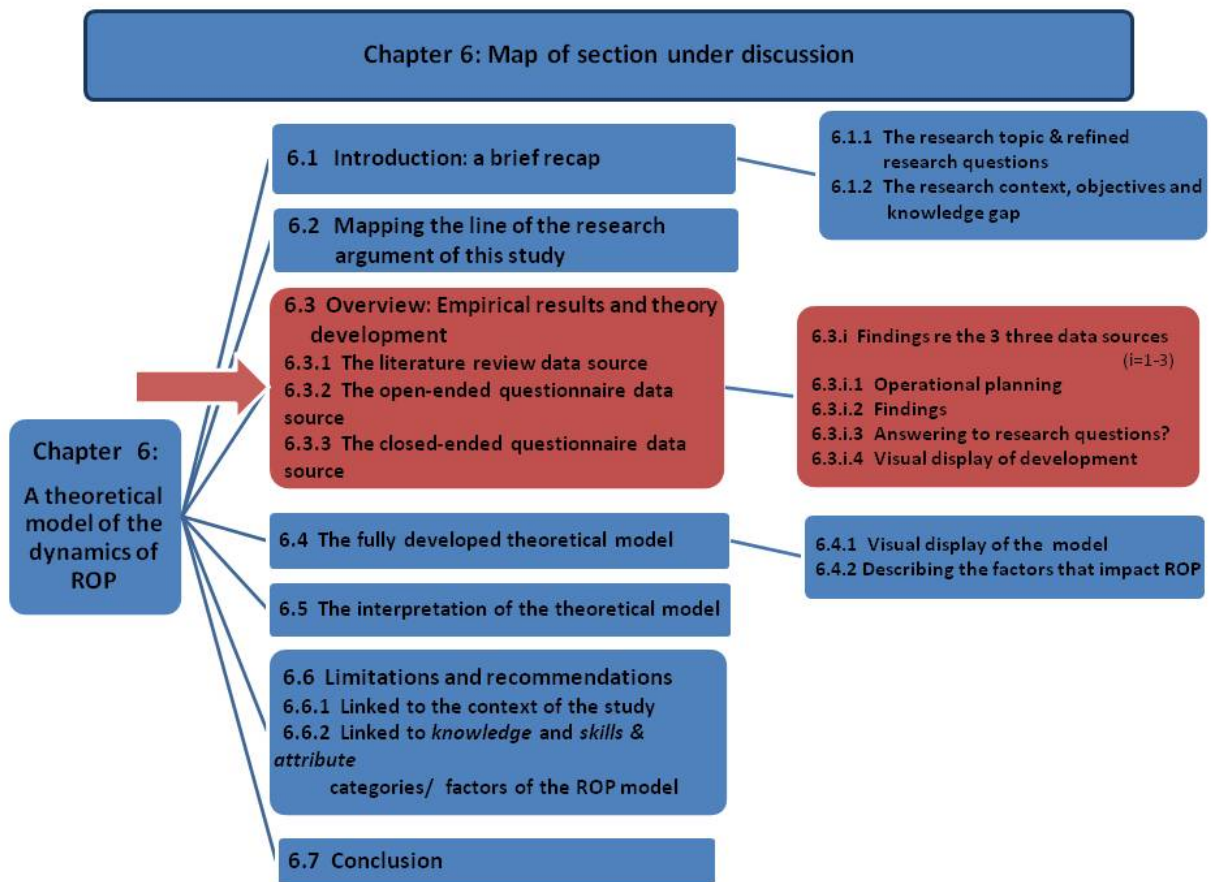 Chapter 6: Map of section under discussion
6.1 Introduction: a brief recap
6.1.1 The research topic & refined
research questions
6.1.2 The research context, objectives and
knowledge gap
6.2 Mapping the line of the research
argument of this study
6.3 Overview: Empirical results and theory
development
6.3.1 The literature review data source
6.3.2 The open-ended questionnaire data
source
6.3.3 The closed-ended questionnaire data
source
6.3.i Findings re the 3 three data sources
(i=1-3)
6.3.i.1 Operational planning
6.3.i.2 Findings
6.3.i.3 Answering to research questions?
6.3.i.4 Visual display of development
Chapter 6:
A theoretical
model of the
dynamics of
ROP
6.4 The fully developed theoretical model
6.4.1 Visual display of the model
6.4.2 Describing the factors that impact ROP
6.5 The interpretation of the theoretical model
6.6 Limitations and recommendations
6.6.1 Linked to the context of the study
6.6.2 Linked to knowledge and skills &
attribute
categories/ factors of the ROP model
6.7 Conclusion